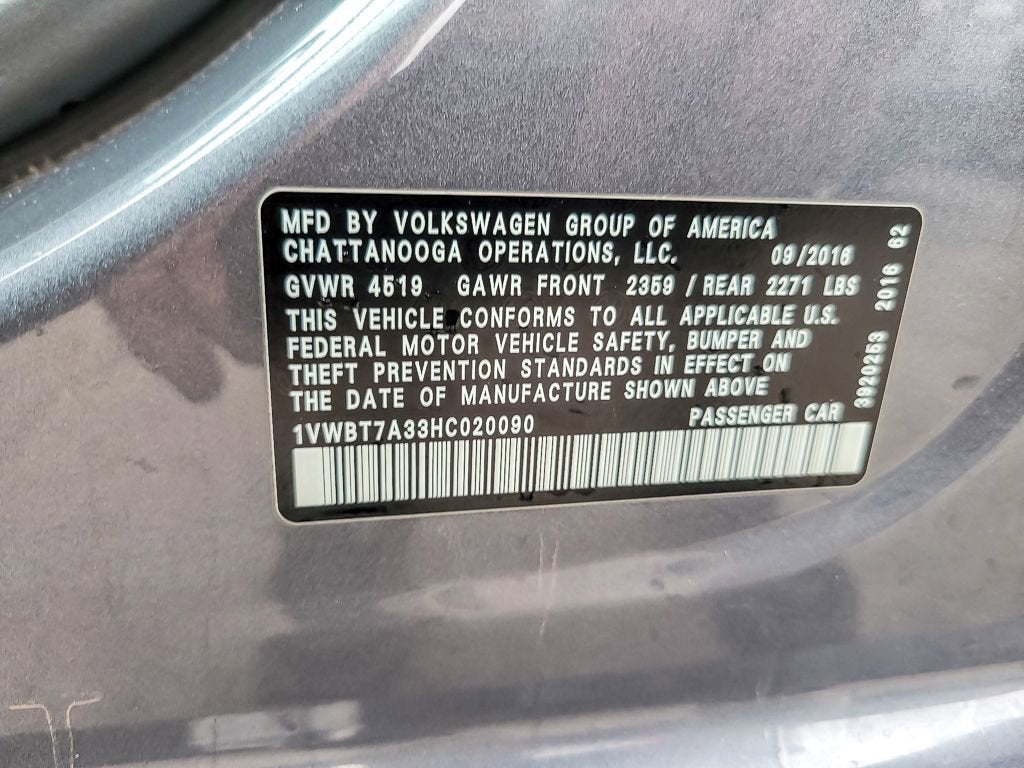 MFD BY VOLKSWAGEN GROUP OF AMERICA
CHATTANOOGA OPERATIONS, LLC. 09/2016
GVWR 4519 GAWR FRONT 2359 / REAR 2271 LBS
THIS VEHICLE CONFORMS TO ALL APPLICABLE U.S.
FEDERAL MOTOR VEHICLE SAFETY, BUMPER AND
THEFT PREVENTION STANDARDS IN EFFECT ON
THE DATE OF MANUFACTURE SHOWN ABOVE
1VWBT7A33HC020090 PASSENGER CAR
3920253 2016 62